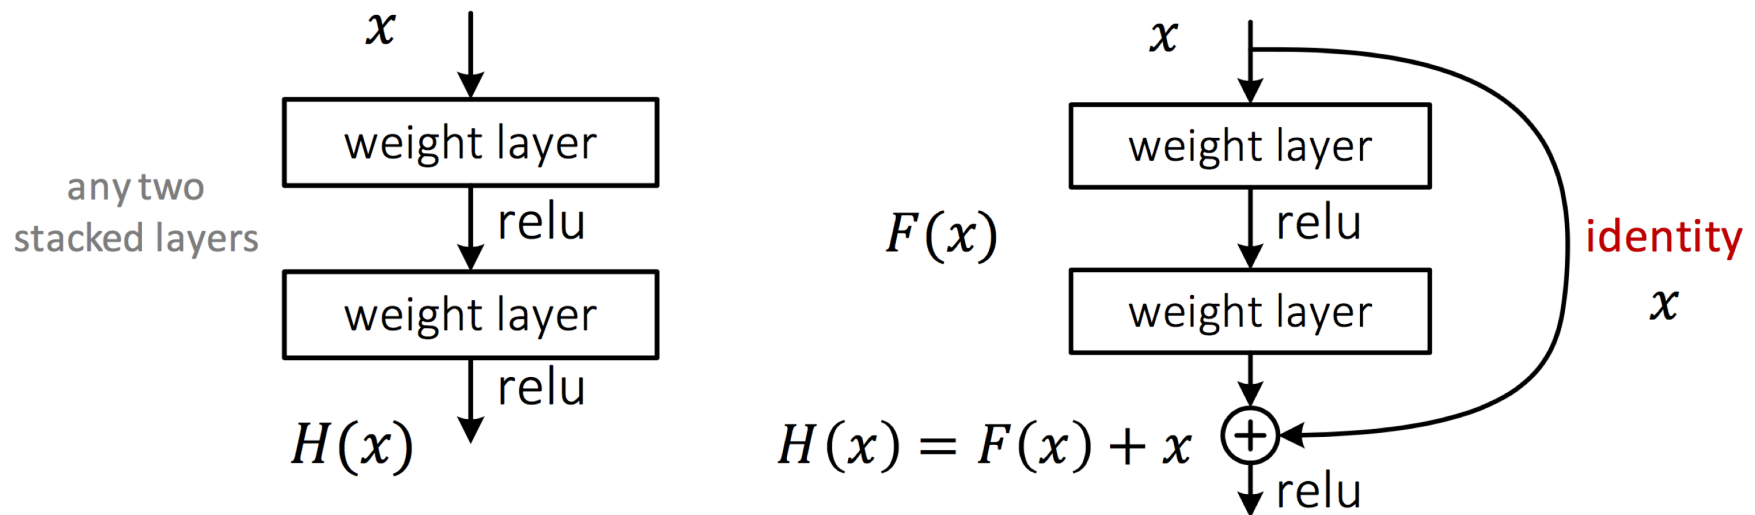 x
weight layer
any two
stacked layers
relu
weight layer
relu
H(x)
x
weight layer
F(x)
relu
identity
x
weight layer
H(x) = F(x) + x
+
relu